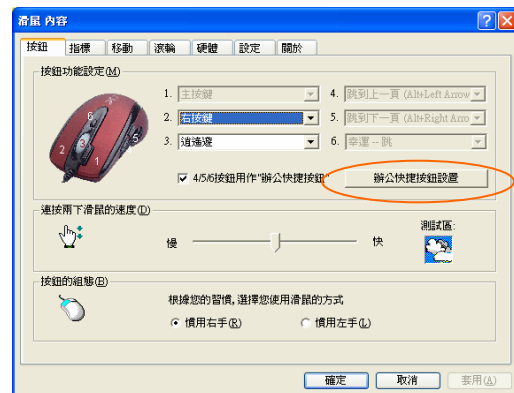 滑鼠 內容
按鈕 指標 移動 滾輪 硬體 設定 關於
按鈕功能設定(M)
1. 主按鍵 4. 跳到上一頁 (Alt+Left Arrow
2. 右按鍵 5. 跳到下一頁 (Alt+Right Arro
3. 逍遙遊 6. 幸運 -- 跳
4/5/6按鈕用作"辦公快捷按鈕" 辦公快捷按鈕設置
連按兩下滑鼠的速度(D)
測試區:
慢 快
按鈕的組態(B)
根據您的習慣, 選擇您使用滑鼠的方式
慣用右手(R) 慣用左手(L)
確定 取消 套用(A)